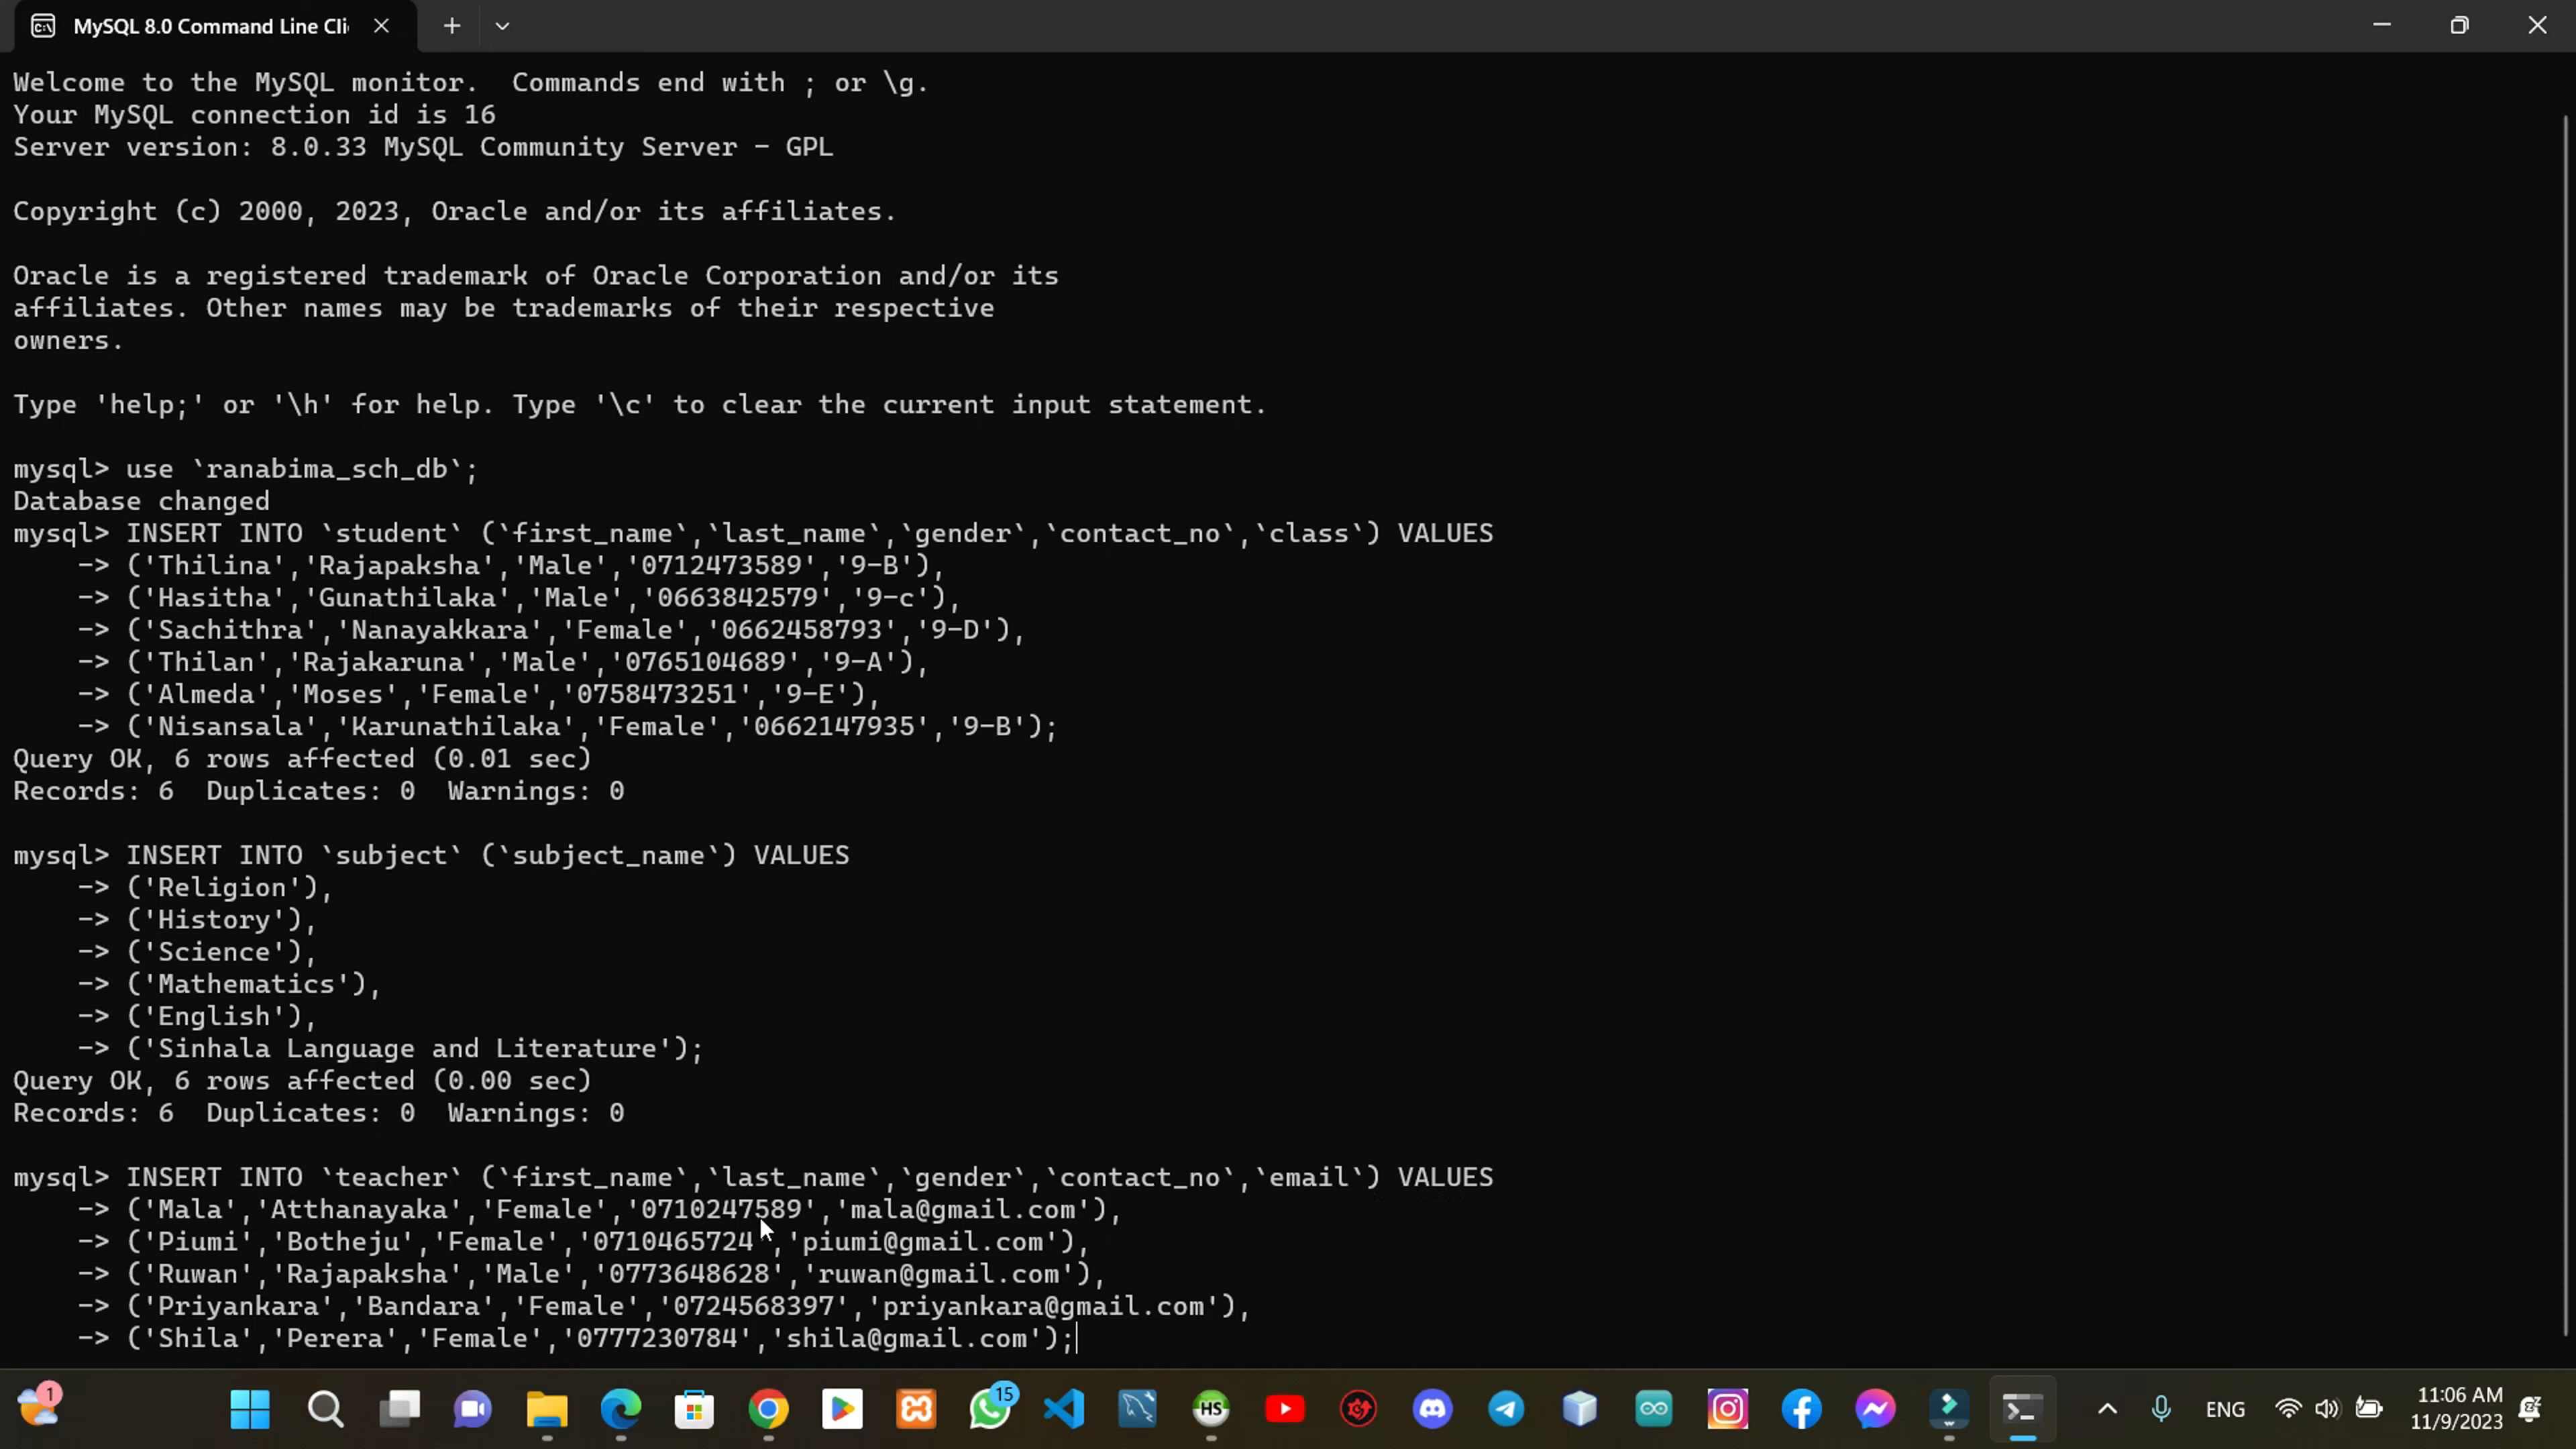 MySQL 8.0 Command Line Cli
Welcome to the MySQL monitor.  Commands end with ; or \g.
Your MySQL connection id is 16
Server version: 8.0.33 MySQL Community Server - GPL
Copyright (c) 2000, 2023, Oracle and/or its affiliates.
Oracle is a registered trademark of Oracle Corporation and/or its
affiliates. Other names may be trademarks of their respective
owners.
Type 'help;' or '\h' for help. Type '\c' to clear the current input statement.
mysql> use `ranabima_sch_db`;
Database changed
mysql> INSERT INTO `student` (`first_name`,`last_name`,`gender`,`contact_no`,`class`) VALUES
    -> ('Thilina','Rajapaksha','Male','0712473589','9-B'),
    -> ('Hasitha','Gunathilaka','Male','0663842579','9-c'),
    -> ('Sachithra','Nanayakkara','Female','0662458793','9-D'),
    -> ('Thilan','Rajakaruna','Male','0765104689','9-A'),
    -> ('Almeda','Moses','Female','0758473251','9-E'),
    -> ('Nisansala','Karunathilaka','Female','0662147935','9-B');
Query OK, 6 rows affected (0.01 sec)
Records: 6  Duplicates: 0  Warnings: 0
mysql> INSERT INTO `subject` (`subject_name`) VALUES
    -> ('Religion'),
    -> ('History'),
    -> ('Science'),
    -> ('Mathematics'),
    -> ('English'),
    -> ('Sinhala Language and Literature');
Query OK, 6 rows affected (0.00 sec)
Records: 6  Duplicates: 0  Warnings: 0
mysql> INSERT INTO `teacher` (`first_name`,`last_name`,`gender`,`contact_no`,`email`) VALUES
    -> ('Mala','Atthanayaka','Female','0710247589','mala@gmail.com'),
    -> ('Piumi','Botheju','Female','0710465724','piumi@gmail.com'),
    -> ('Ruwan','Rajapaksha','Male','0773648628','ruwan@gmail.com'),
    -> ('Priyankara','Bandara','Female','0724568397','priyankara@gmail.com'),
    -> ('Shila','Perera','Female','0777230784','shila@gmail.com');
1
15
HS
ENG
11:06 AM
11/9/2023